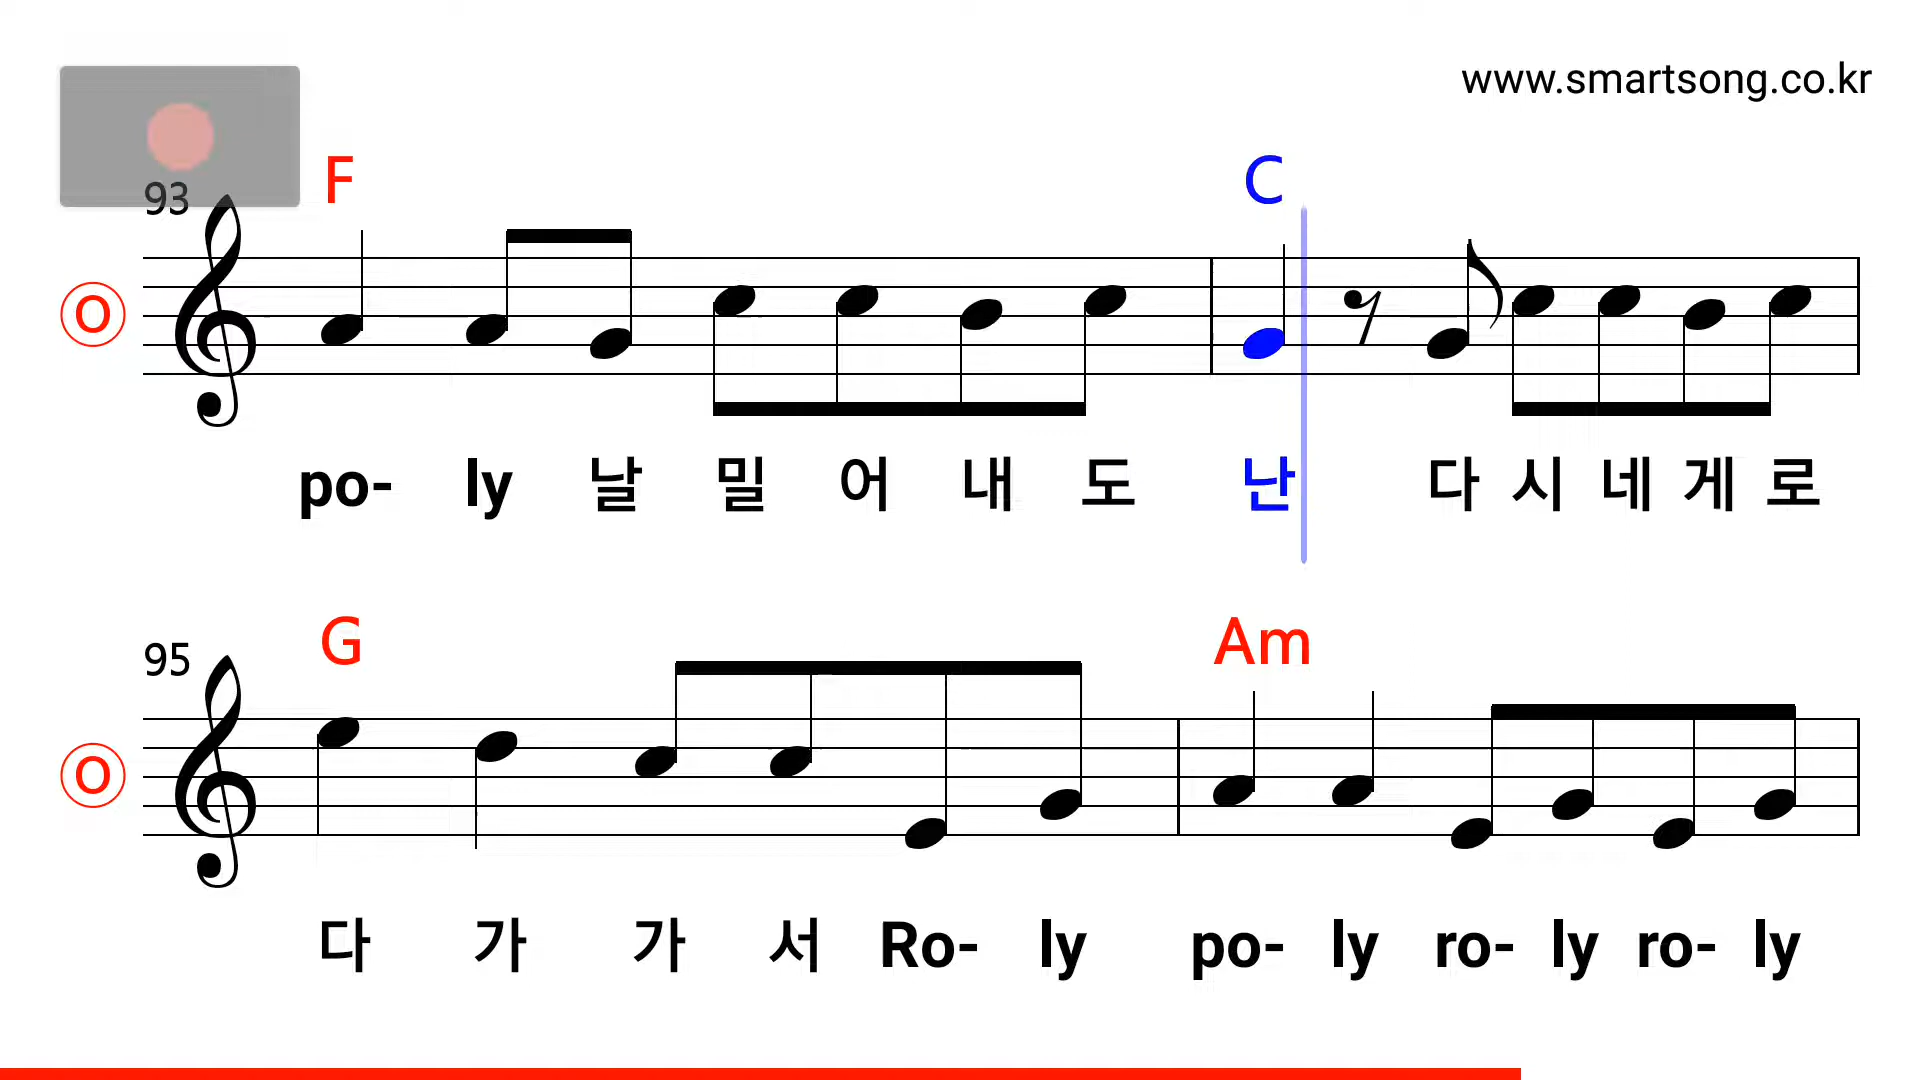 www.smartsong.co.kr
F C
93
O
po- ly 날 밀 어 내 도 난 다 시 네 게 로
G Am
95
O
다 가 가 서 Ro- ly po- ly ro- ly ro- ly